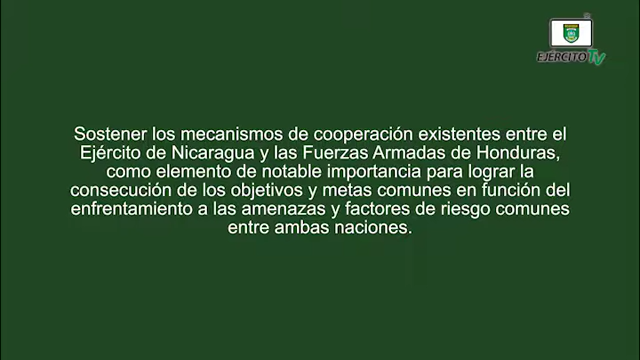 EJÉRCITO Tv
Sostener los mecanismos de cooperación existentes entre el
Ejército de Nicaragua y las Fuerzas Armadas de Honduras,
como elemento de notable importancia para lograr la
consecución de los objetivos y metas comunes en función del
enfrentamiento a las amenazas y factores de riesgo comunes
entre ambas naciones.